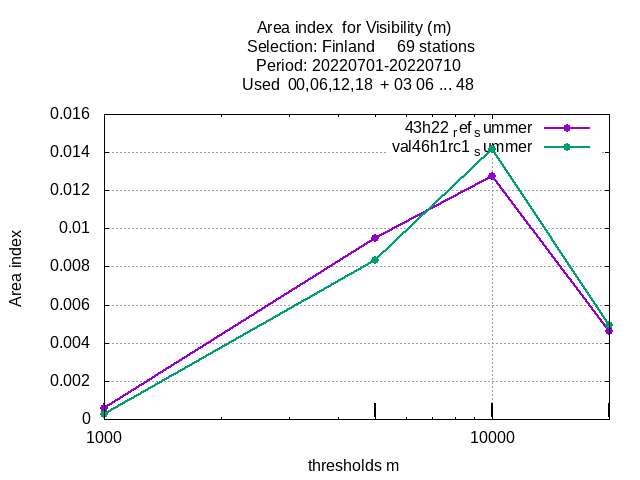 Area index  for Visibility (m)
Selection: Finland     69 stations
Period: 20220701-20220710
Used  00,06,12,18  + 03 06 ... 48
0.016
43h22_ref_summer
0.014
val46h1rc1_summer
0.012
0.01
0.008
0.006
0.004
0.002
0
Area index
1000
10000
thresholds m